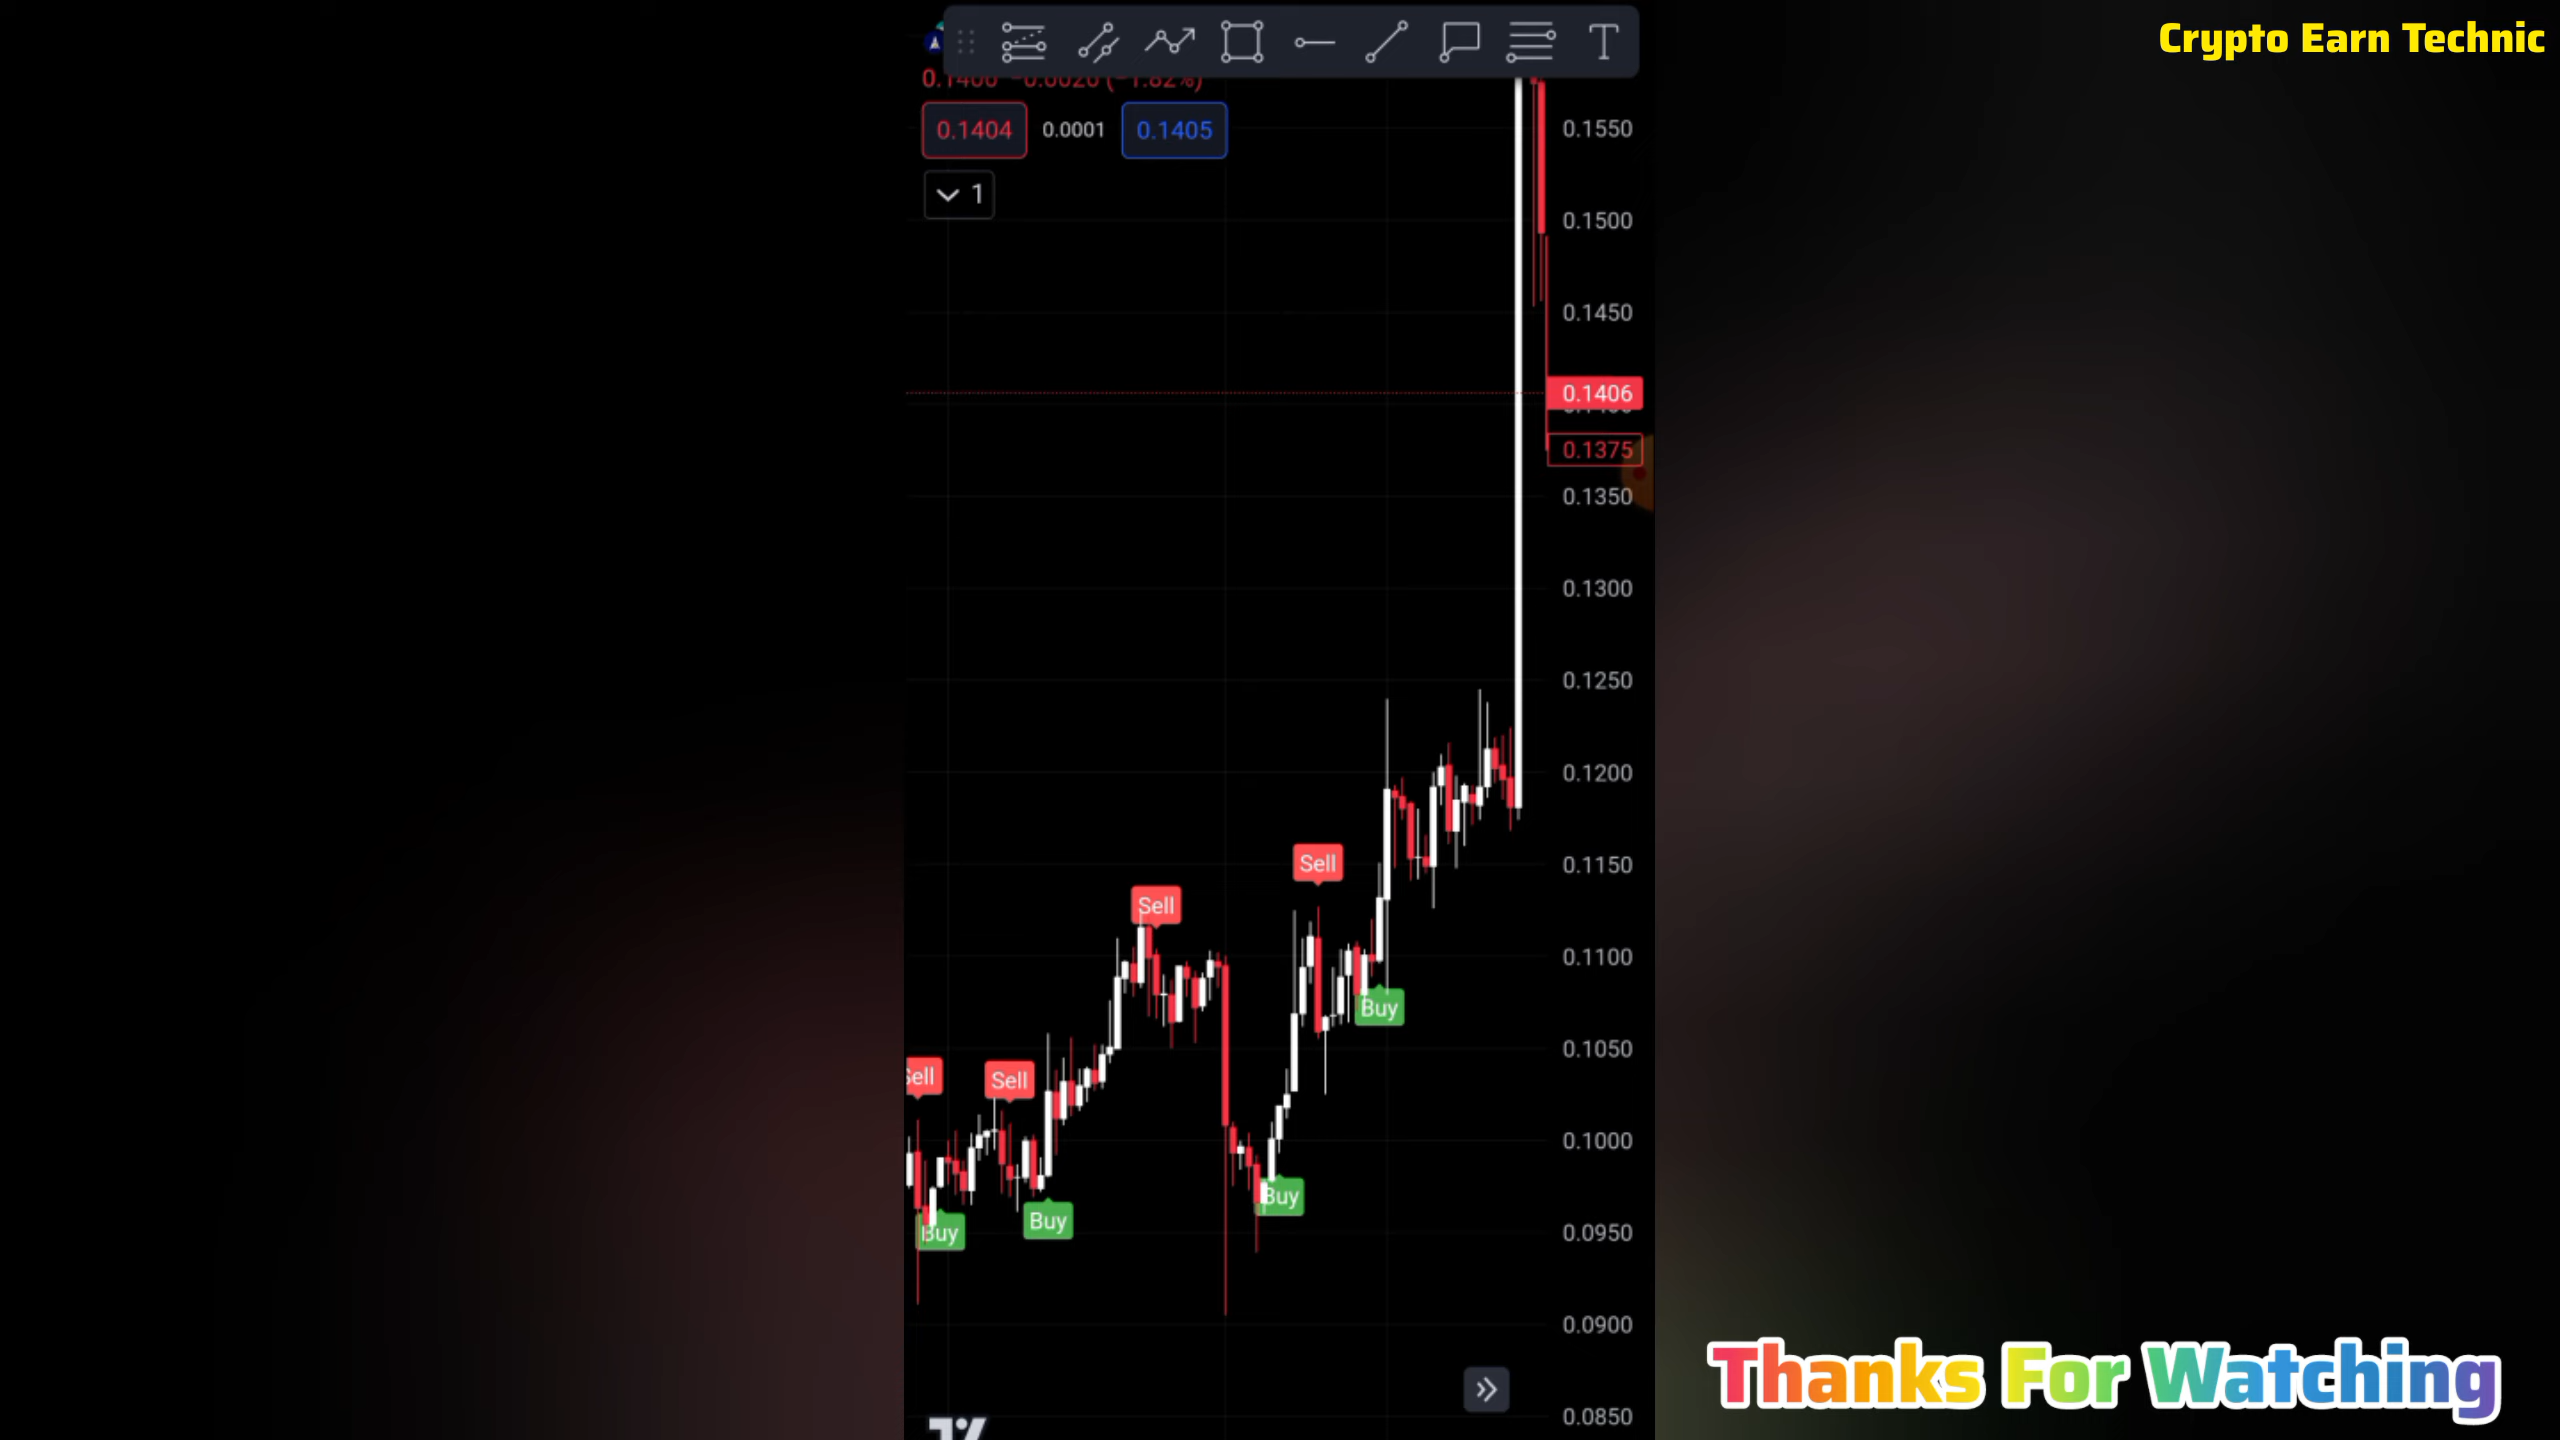 Crypto Earn Technic
T
0.1404 0.0001 0.1405
1
0.1550
0.1500
0.1450
0.1406
0.1375
0.1350
0.1300
0.1250
0.1200
0.1150
0.1100
0.1050
0.1000
0.0950
0.0900
0.0850
Sell
Sell
Buy
Sell
Sell
Buy
Buy
Buy
Thanks For Watching